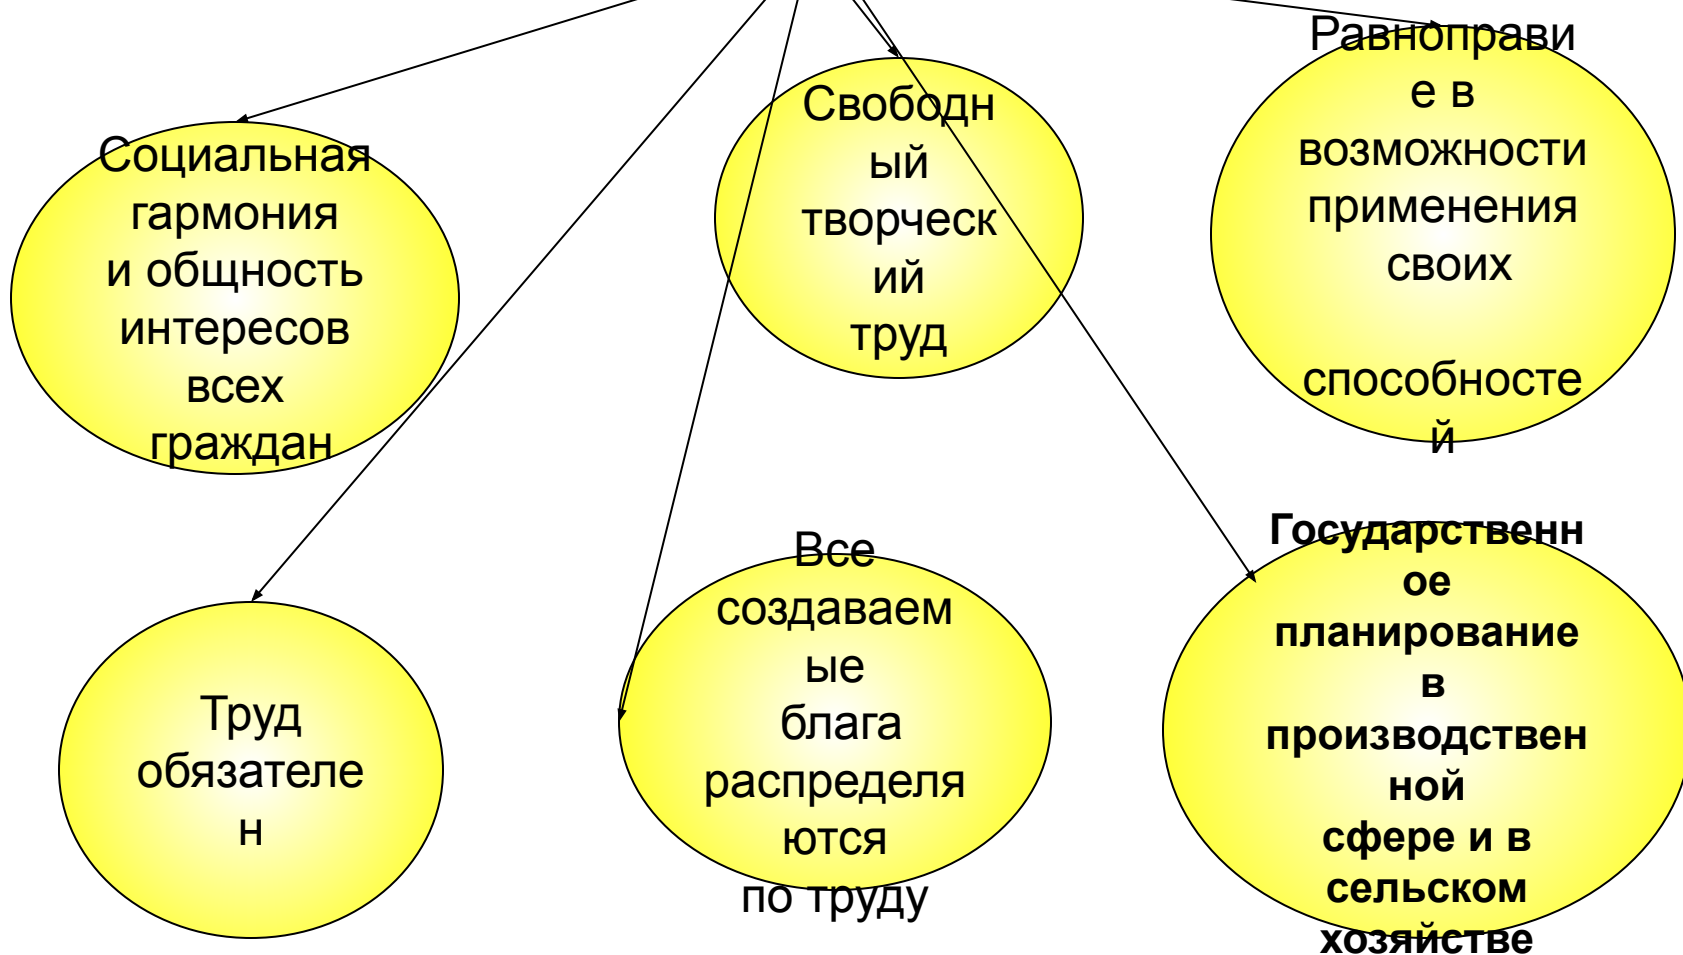 Социальная
гармония
и общность
интересов
всех
граждан
Свободн
ый
творческ
ий
труд
Равноправи
е в
возможности
применения
своих
способносте
й
Труд
обязателе
н
Все
создаваем
ые
блага
распределя
ются
по труду
Государственн
ое
планирование
в
производствен
ной
сфере и в
сельском
хозяйстве